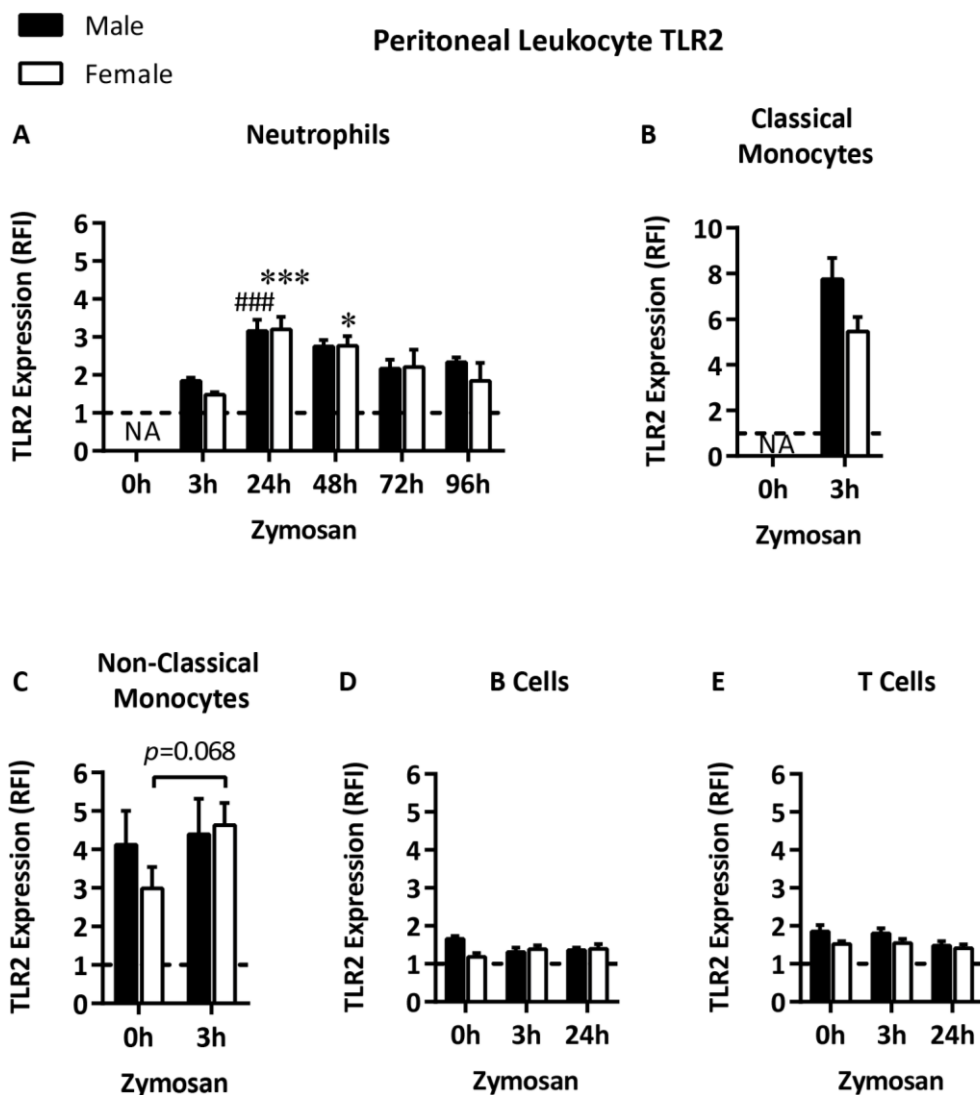 Male
Female
Peritoneal Leukocyte TLR2
A
Neutrophils
TLR2 Expression (RFI)
6
5
4
3
2
1
0
***
###
*
NA
0h 3h 24h 48h 72h 96h
Zymosan
B
Classical
Monocytes
TLR2 Expression (RFI)
10
8
6
4
2
0
NA
0h 3h
Zymosan
C
Non-Classical
Monocytes
p=0.068
TLR2 Expression (RFI)
6
5
4
3
2
1
0
0h 3h
Zymosan
D
B Cells
TLR2 Expression (RFI)
6
5
4
3
2
1
0
0h 3h 24h
Zymosan
E
T Cells
TLR2 Expression (RFI)
6
5
4
3
2
1
0
0h 3h 24h
Zymosan